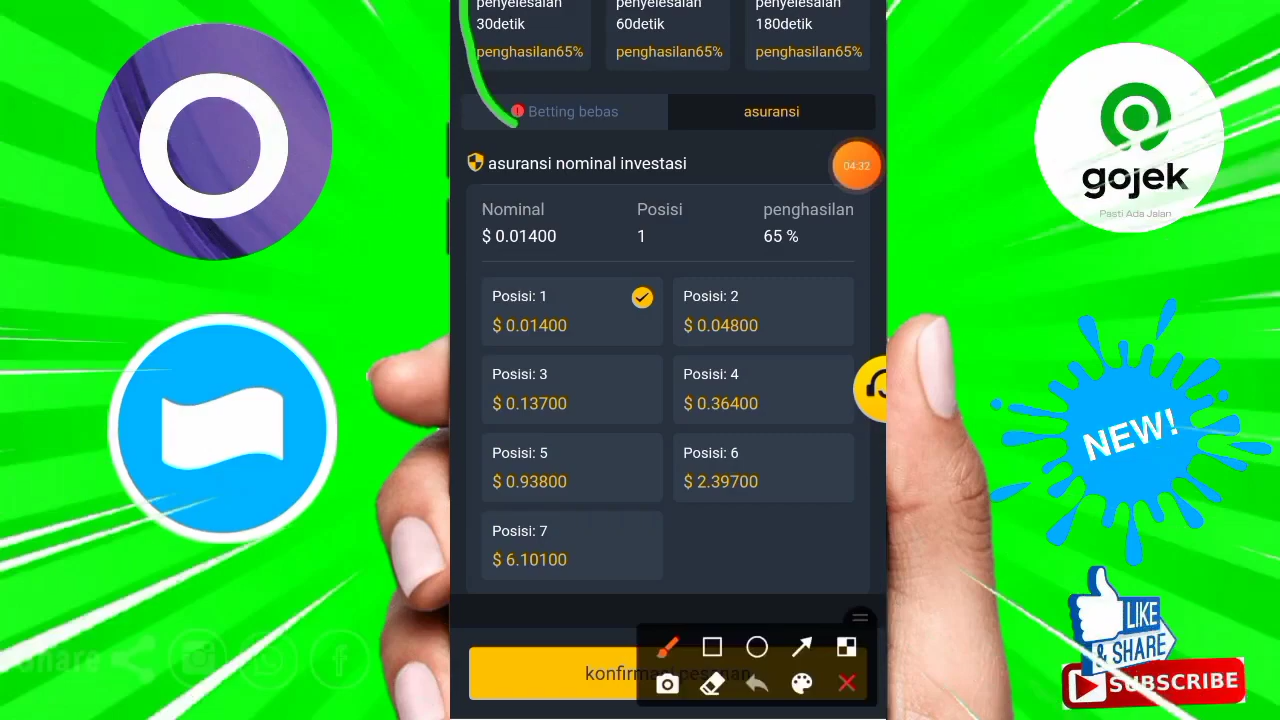 penyelesaian
30detik
penghasilan65%
penyelesaian
60detik
penghasilan65%
penyelesaian
180detik
penghasilan65%
Betting bebas
asuransi
asuransi nominal investasi
04:32
Nominal
Posisi
penghasilan
$ 0.01400
1
65 %
Posisi: 1
$ 0.01400
Posisi: 2
$ 0.04800
Posisi: 3
$ 0.13700
Posisi: 4
$ 0.36400
Posisi: 5
$ 0.93800
Posisi: 6
$ 2.39700
Posisi: 7
$ 6.10100
konfirmasi pesanan
gojek
Pasti Ada Jalan
NEW!
LIKE
& SHARE
SUBSCRIBE
Share